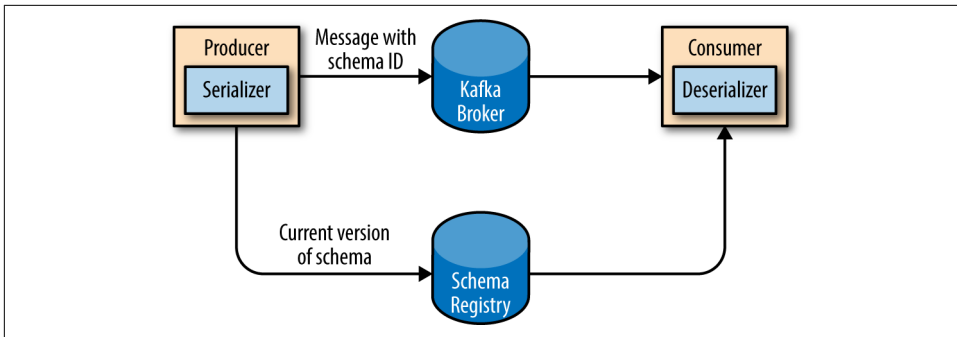 Producer
Serializer
Message with
schema ID
Kafka
Broker
Consumer
Deserializer
Current version
of schema
Schema
Registry